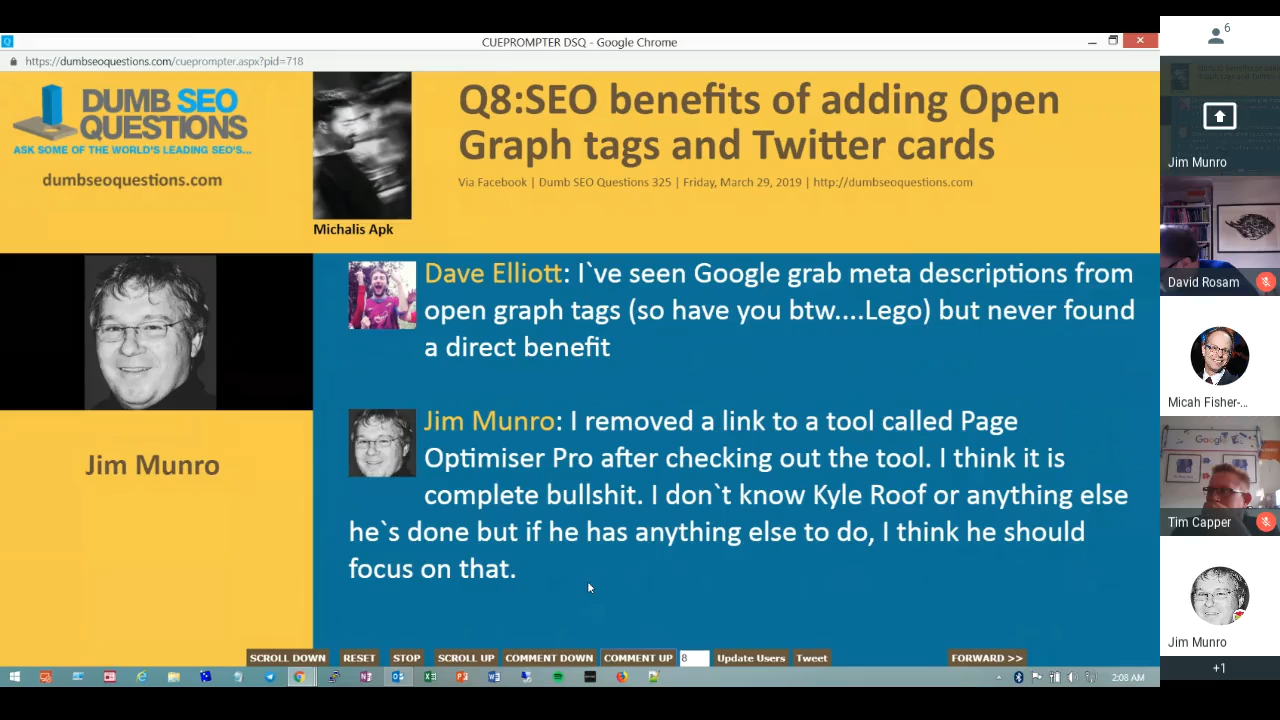 CUEPROMPTER DSQ - Google Chrome
https://dumbseoquestions.com/cueprompter.aspx?pid=718
DUMB SEO
QUESTIONS
ASK SOME OF THE WORLD'S LEADING SEO'S...
dumbseoquestions.com
Michalis Apk
Q8:SEO benefits of adding Open
Graph tags and Twitter cards
Via Facebook | Dumb SEO Questions 325 | Friday, March 29, 2019 | http://dumbseoquestions.com
Jim Munro
Dave Elliott: I`ve seen Google grab meta descriptions from
open graph tags (so have you btw....Lego) but never found
a direct benefit
Jim Munro: I removed a link to a tool called Page
Optimiser Pro after checking out the tool. I think it is
complete bullshit. I don`t know Kyle Roof or anything else
he`s done but if he has anything else to do, I think he should
focus on that.
SCROLL DOWN RESET STOP SCROLL UP COMMENT DOWN COMMENT UP 8 Update Users Tweet FORWARD >>
2:08 AM
6
Jim Munro
David Rosam
Micah Fisher-...
Google
Tim Capper
Jim Munro
+1